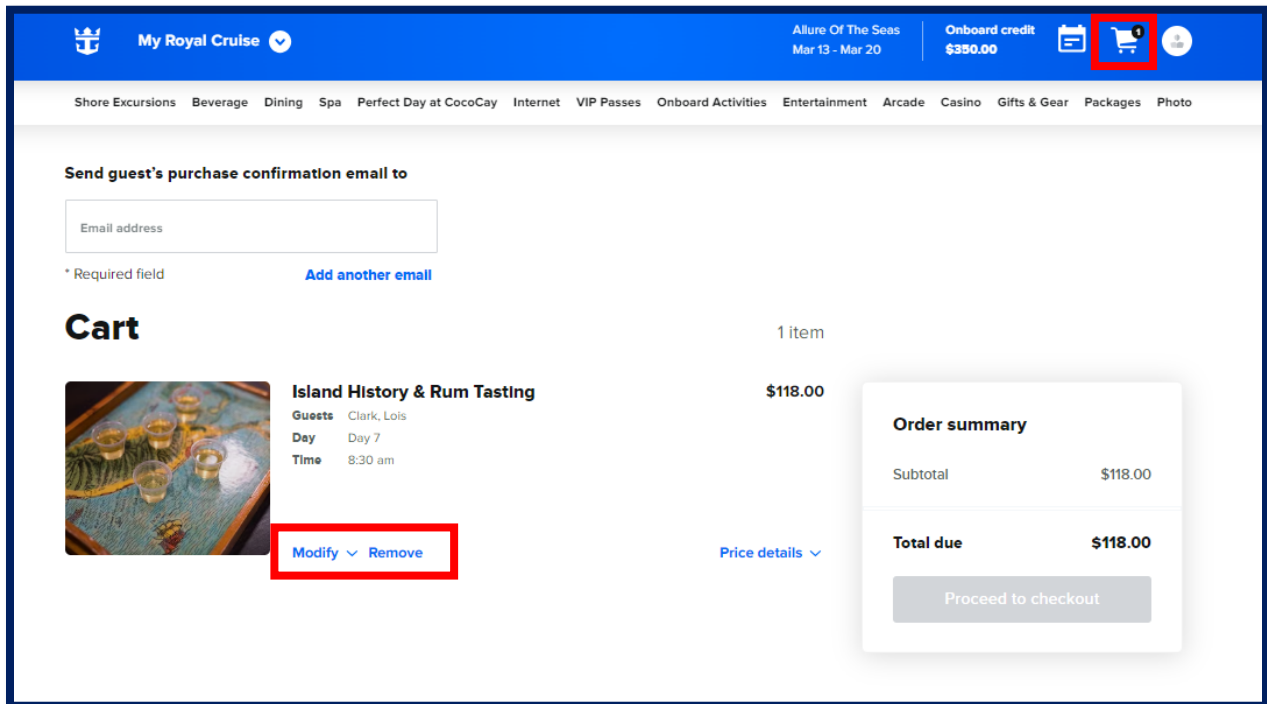 My Royal Cruise
Allure Of The Seas
Mar 13 - Mar 20
Onboard credit
$350.00
1
Shore Excursions Beverage Dining Spa Perfect Day at CocoCay Internet VIP Passes Onboard Activities Entertainment Arcade Casino Gifts & Gear Packages Photo
Send guest's purchase confirmation email to
Email address
* Required field Add another email
Cart 1 item
Island History & Rum Tasting $118.00
Guests Clark, Lois
Day Day 7
Time 8:30 am
Modify Remove Price details
Order summary
Subtotal $118.00
Total due $118.00
Proceed to checkout